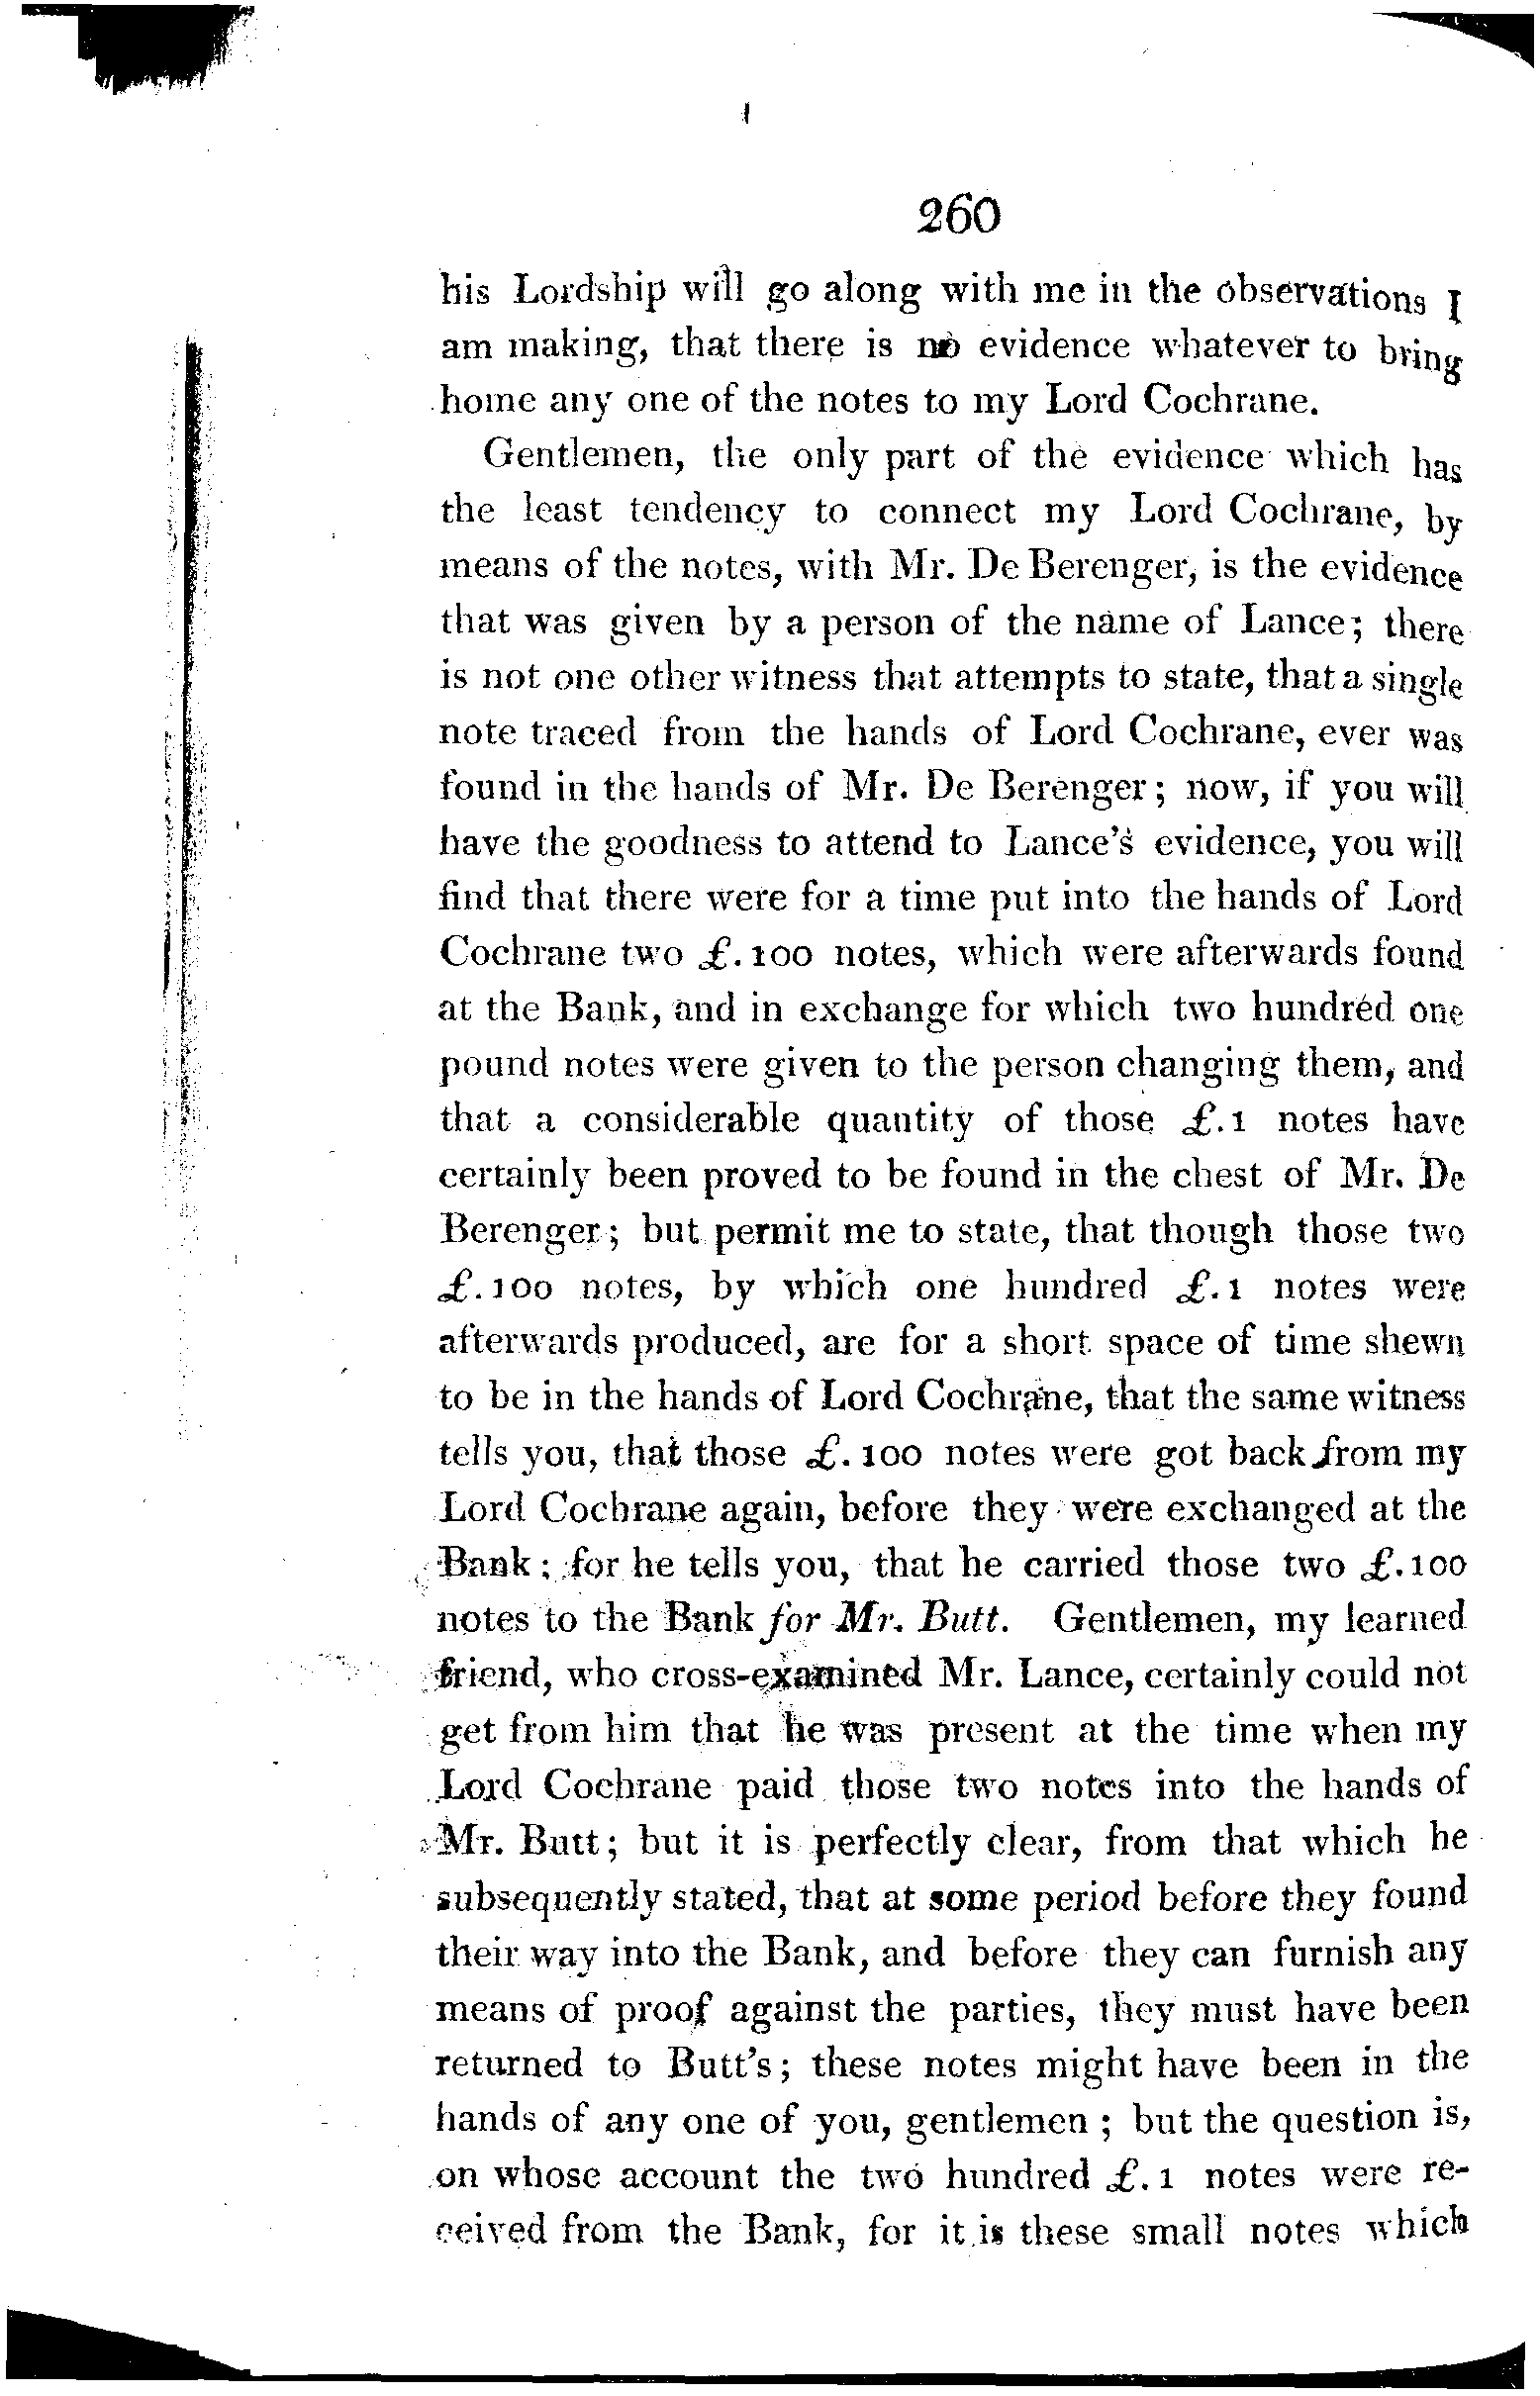 260
his Lordship will go along with me in the observations I
am making, that there is no evidence whatever to bring
home any one of the notes to my Lord Cochrane.
Gentlemen, the only part of the evidence which has
the least tendency to connect my Lord Cochrane, by
means of the notes, with Mr. De Berenger, is the evidence
that was given by a person of the name of Lance; there
is not one other witness that attempts to state, that a single
note traced from the hands of Lord Cochrane, ever was
found in the hands of Mr. De Berenger; now, if you will
have the goodness to attend to Lance's evidence, you will
find that there were for a time put into the hands of Lord
Cochrane two £.100 notes, which were afterwards found
at the Bank, and in exchange for which two hundred one
pound notes were given to the person changing them, and
that a considerable quantity of those £.1 notes have
certainly been proved to be found in the chest of Mr. De
Berenger; but permit me to state, that though those two
£.100 notes, by which one hundred £.1 notes were
afterwards produced, are for a short space of time shewn
to be in the hands of Lord Cochrane, that the same witness
tells you, that those £.100 notes were got back from my
Lord Cochrane again, before they were exchanged at the
Bank; for he tells you, that he carried those two £.100
notes to the Bank for Mr. Butt. Gentlemen, my learned
friend, who cross-examined Mr. Lance, certainly could not
get from him that he was present at the time when my
Lord Cochrane paid those two notes into the hands of
Mr. Butt; but it is perfectly clear, from that which he
subsequently stated, that at some period before they found
their way into the Bank, and before they can furnish any
means of proof against the parties, they must have been
returned to Butt's; these notes might have been in the
hands of any one of you, gentlemen; but the question is,
on whose account the two hundred £.1 notes were re-
ceived from the Bank, for it is these small notes which